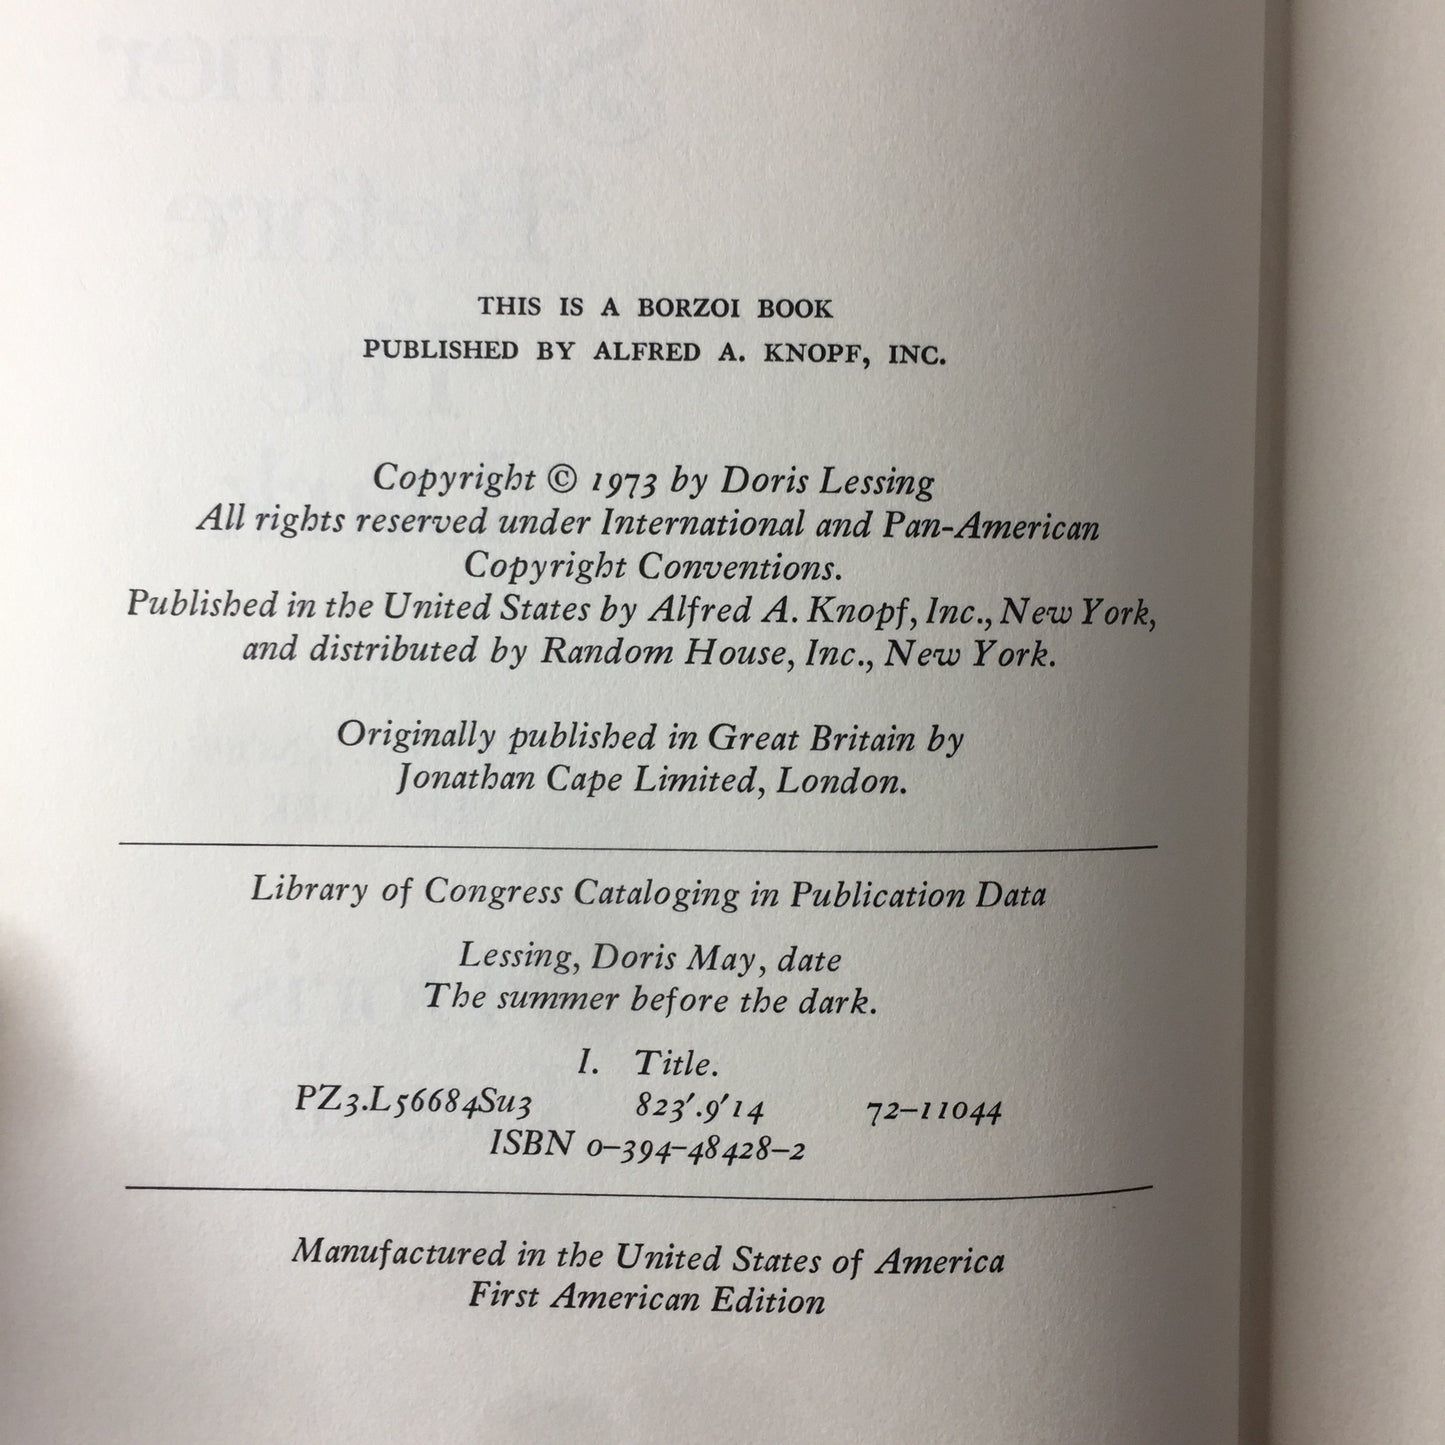 THIS IS A BORZOI BOOK
PUBLISHED BY ALFRED A. KNOPF, INC.
Copyright © 1973 by Doris Lessing
All rights reserved under International and Pan-American
Copyright Conventions.
Published in the United States by Alfred A. Knopf, Inc., New York,
and distributed by Random House, Inc., New York.
Originally published in Great Britain by
Jonathan Cape Limited, London.
Library of Congress Cataloging in Publication Data
Lessing, Doris May, date
The summer before the dark.
I. Title.
PZ3.L56684Su3 823'.9'14 72-11044
ISBN 0-394-48428-2
Manufactured in the United States of America
First American Edition